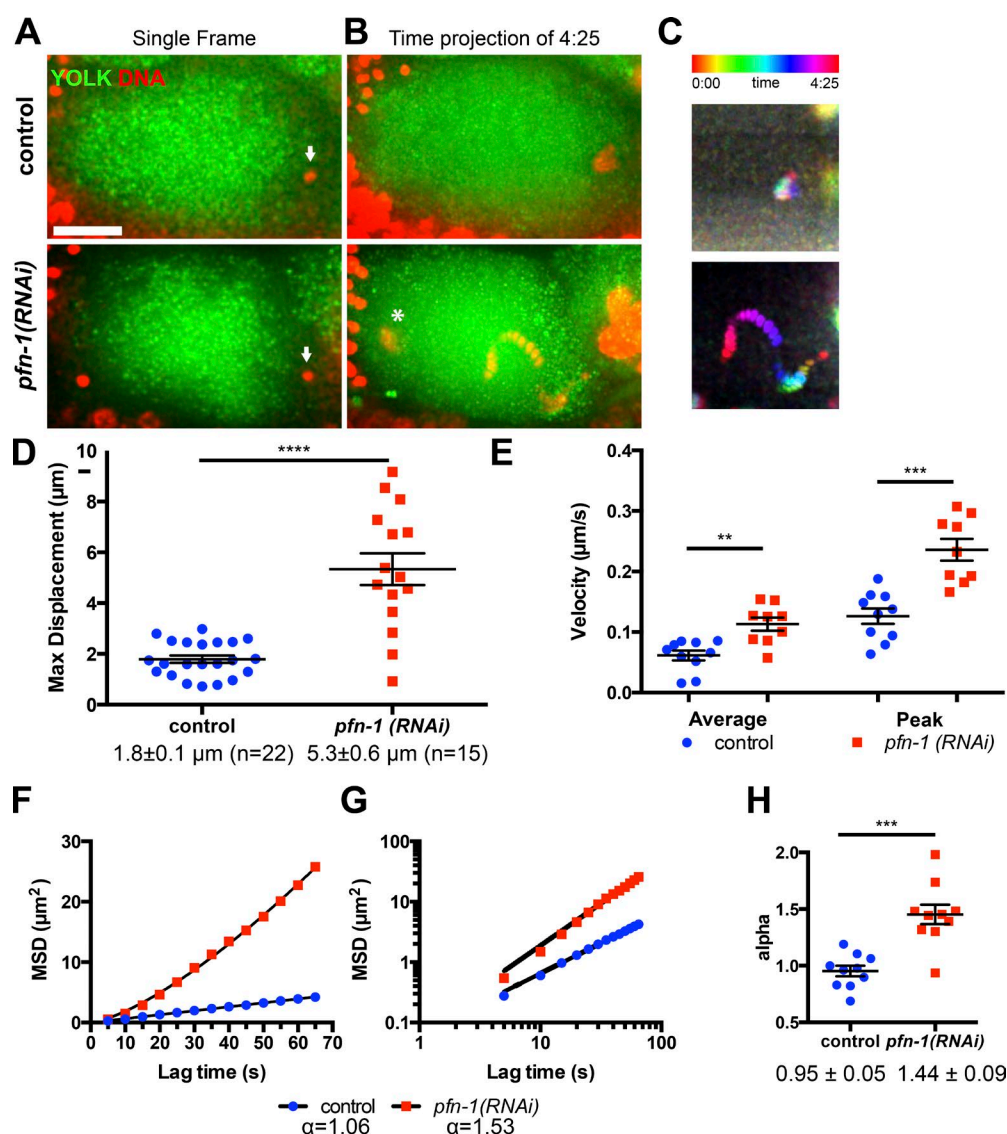 A
Single Frame
B
Time projection of 4:25
C
YOLK DNA
0:00 time 4:25
control
pfn-1(RNAi)
*
D
****
Max Displacement (µm)
10
8
6
4
2
0
control
pfn-1 (RNAi)
1.8±0.1 µm (n=22) 5.3±0.6 µm (n=15)
E
***
**
Velocity (µm/s)
0.4
0.3
0.2
0.1
0.0
Average
Peak
control
pfn-1 (RNAi)
F
MSD (µm²)
30
20
10
0
0 10 20 30 40 50 60 70
Lag time (s)
G
MSD (µm²)
100
10
1
0.1
1 10 100
Lag time (s)
control
α=1.06
pfn-1(RNAi)
α=1.53
H
***
alpha
2.0
1.5
1.0
0.5
control pfn-1(RNAi)
0.95 ± 0.05 1.44 ± 0.09